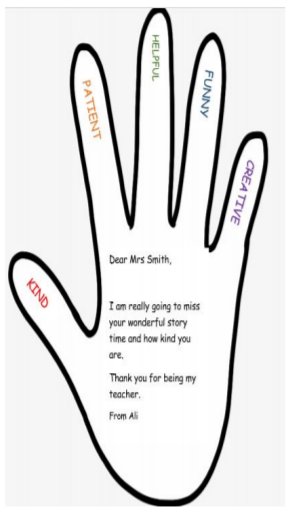 HELPFUL
PATIENT
FUNNY
CREATIVE
KIND
Dear Mrs Smith,
I am really going to miss
your wonderful story
time and how kind you
are.
Thank you for being my
teacher.
From Ali